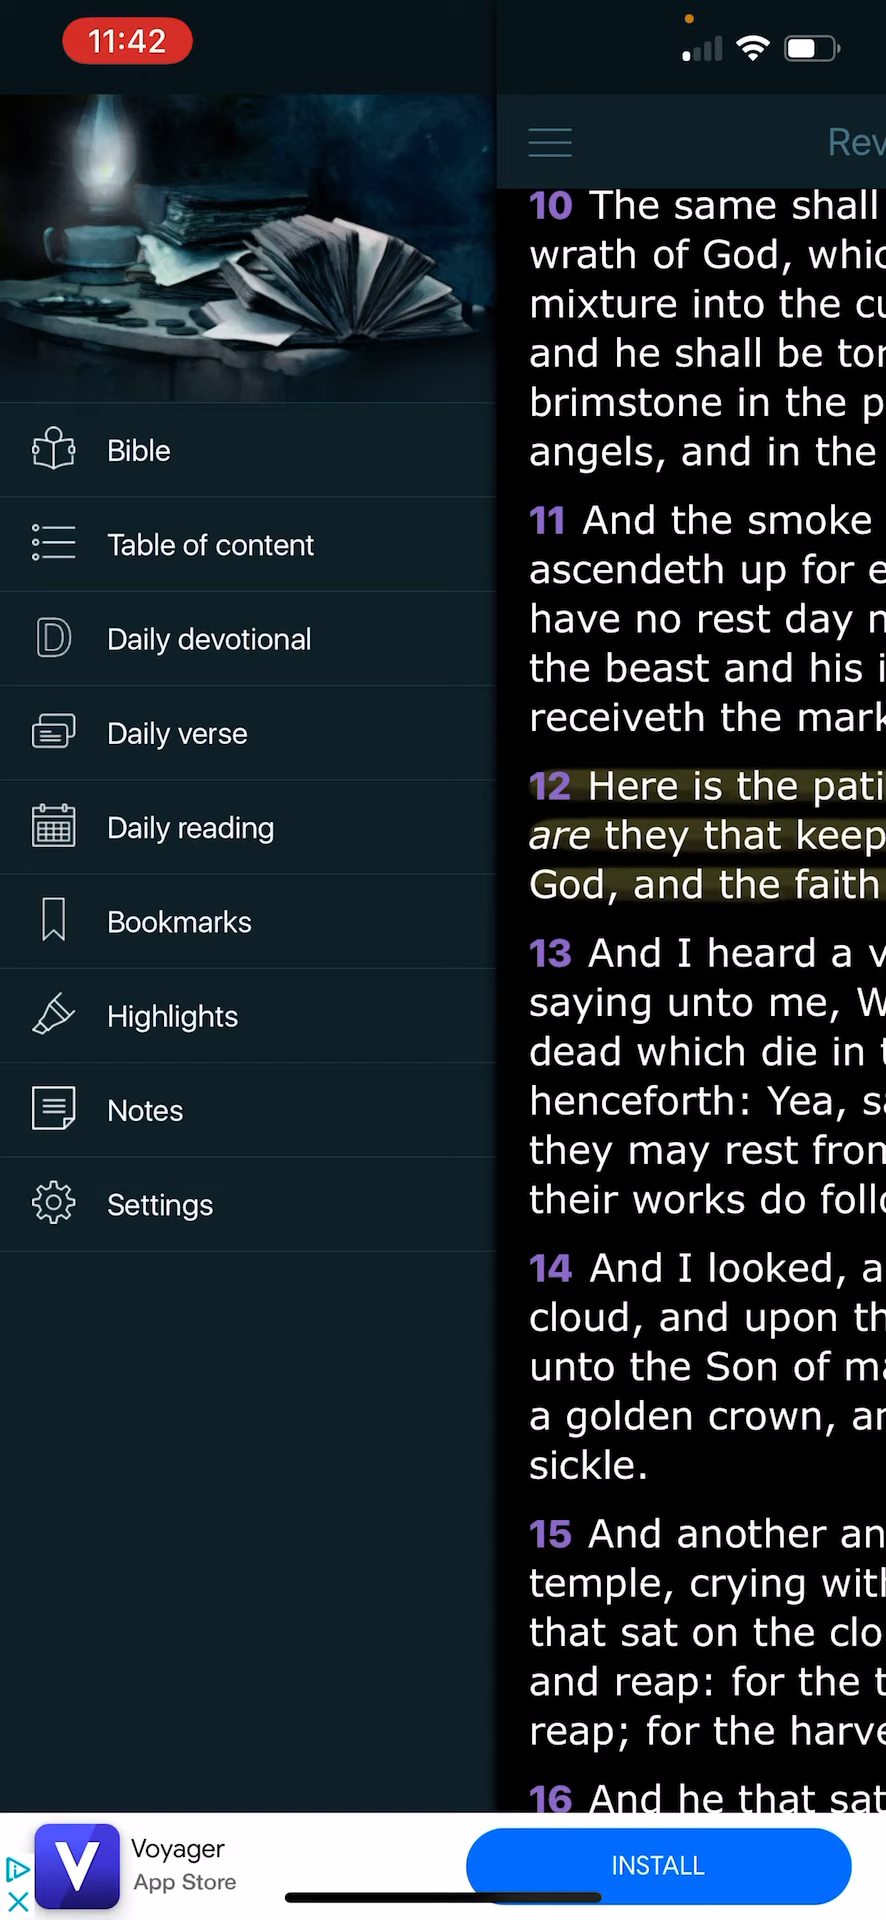 11:42
Bible
Table of content
Daily devotional
Daily verse
Daily reading
Bookmarks
Highlights
Notes
Settings
Rev
10 The same shall
wrath of God, whic
mixture into the cu
and he shall be tor
brimstone in the p
angels, and in the
11 And the smoke
ascendeth up for e
have no rest day n
the beast and his i
receiveth the mark
12 Here is the pati
are they that keep
God, and the faith
13 And I heard a v
saying unto me, W
dead which die in t
henceforth: Yea, sa
they may rest from
their works do follo
14 And I looked, a
cloud, and upon th
unto the Son of ma
a golden crown, an
sickle.
15 And another an
temple, crying with
that sat on the clo
and reap: for the t
reap; for the harve
16 And he that sat
V
Voyager
App Store
INSTALL